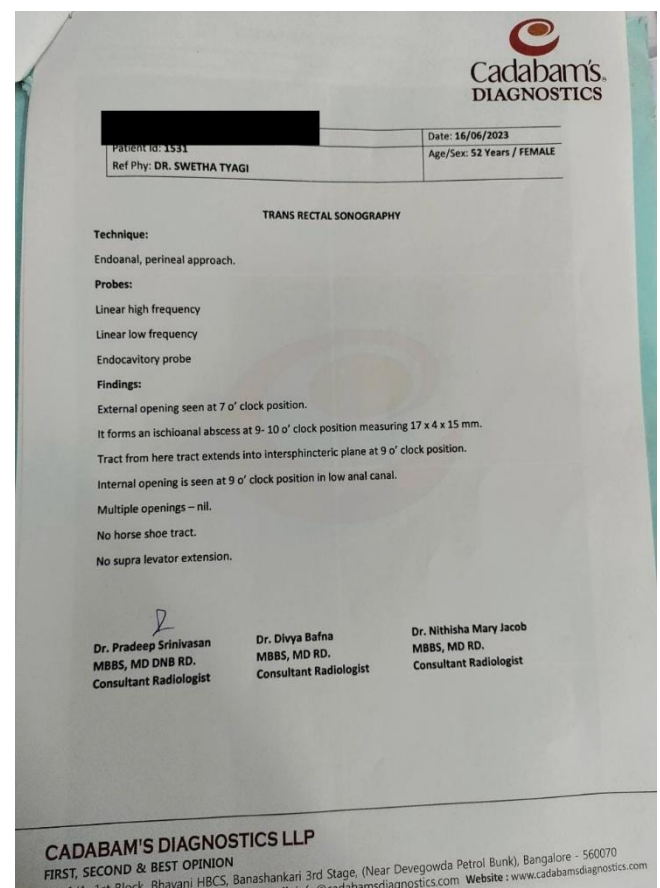 Cadabam's
DIAGNOSTICS
Date: 16/06/2023
Patient Id: 1531
Age/Sex: 52 Years / FEMALE
Ref Phy: DR. SWETHA TYAGI
TRANS RECTAL SONOGRAPHY
Technique:
Endoanal, perineal approach.
Probes:
Linear high frequency
Linear low frequency
Endocavitory probe
Findings:
External opening seen at 7 o' clock position.
It forms an ischioanal abscess at 9- 10 o' clock position measuring 17 x 4 x 15 mm.
Tract from here tract extends into intersphincteric plane at 9 o' clock position.
Internal opening is seen at 9 o' clock position in low anal canal.
Multiple openings – nil.
No horse shoe tract.
No supra levator extension.
Dr. Pradeep Srinivasan
MBBS, MD DNB RD.
Consultant Radiologist
Dr. Divya Bafna
MBBS, MD RD.
Consultant Radiologist
Dr. Nithisha Mary Jacob
MBBS, MD RD.
Consultant Radiologist
CADABAM'S DIAGNOSTICS LLP
FIRST, SECOND & BEST OPINION
1st Block, Bhavani HBCS, Banashankari 3rd Stage, (Near Devegowda Petrol Bunk), Bangalore - 560070
@cadabamsdiagnostics.com Website : www.cadabamsdiagnostics.com